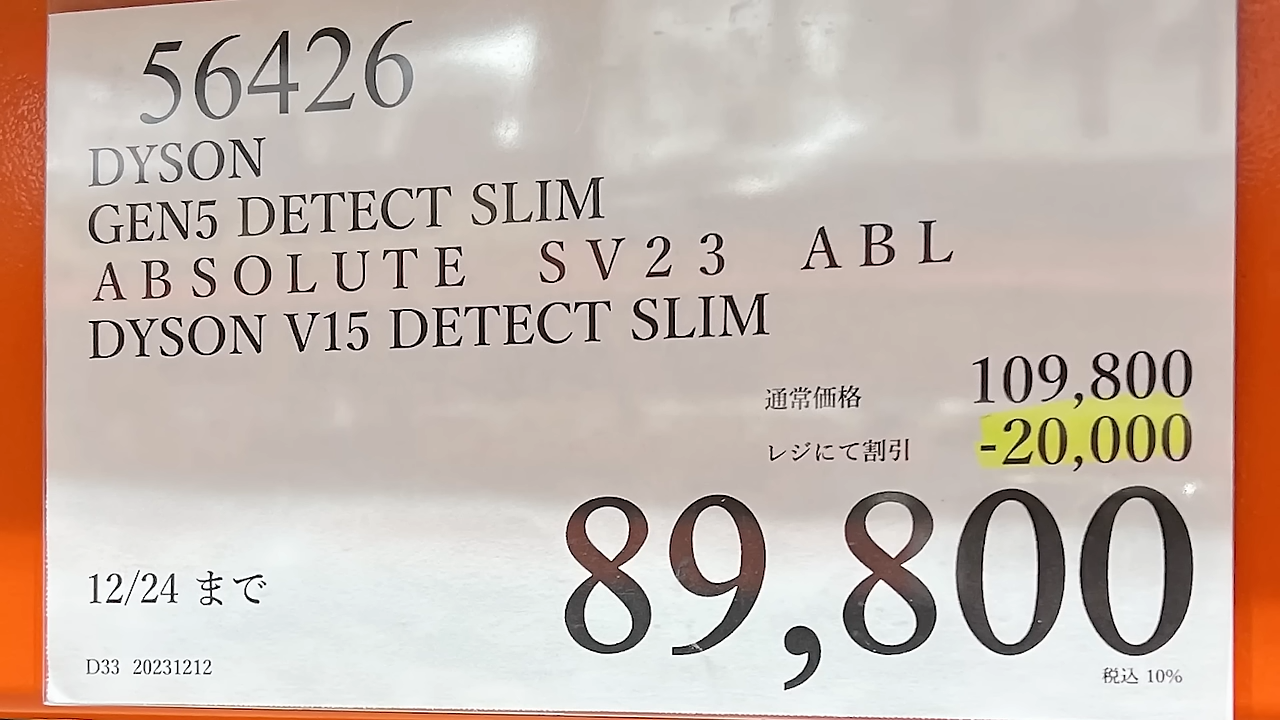 56426
DYSON
GEN5 DETECT SLIM
ABSOLUTE SV23 ABL
DYSON V15 DETECT SLIM
通常価格 109,800
レジにて割引 -20,000
89,800
12/24 まで
税込 10%
D33 20231212